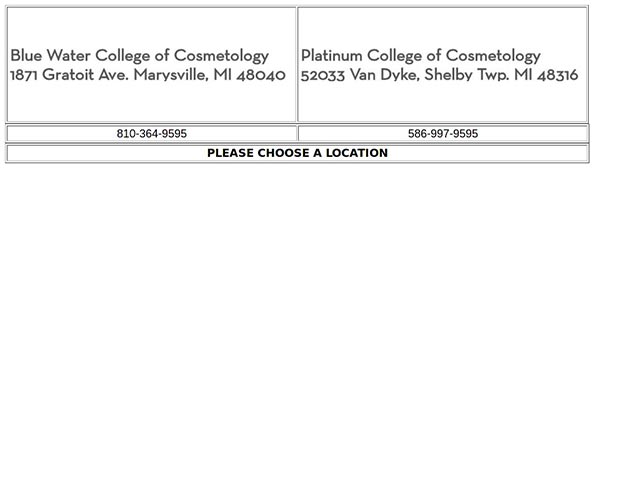 Blue Water College of Cosmetology
1871 Gratoit Ave. Marysville, MI 48040
Platinum College of Cosmetology
52033 Van Dyke, Shelby Twp. MI 48316
810-364-9595
586-997-9595
PLEASE CHOOSE A LOCATION